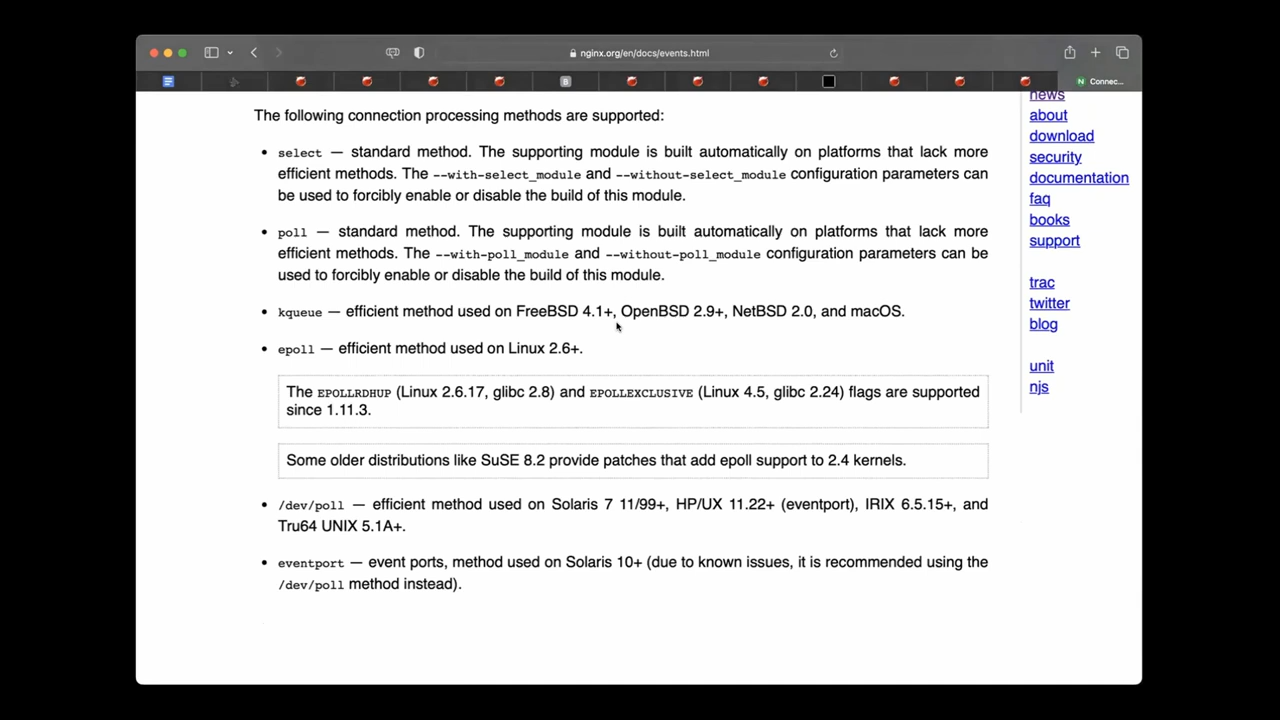 nginx.org/en/docs/events.html
B
N Connec...
The following connection processing methods are supported:
• select — standard method. The supporting module is built automatically on platforms that lack more
efficient methods. The --with-select_module and --without-select_module configuration parameters can
be used to forcibly enable or disable the build of this module.
• poll — standard method. The supporting module is built automatically on platforms that lack more
efficient methods. The --with-poll_module and --without-poll_module configuration parameters can be
used to forcibly enable or disable the build of this module.
• kqueue — efficient method used on FreeBSD 4.1+, OpenBSD 2.9+, NetBSD 2.0, and macOS.
• epoll — efficient method used on Linux 2.6+.
The EPOLLRDHUP (Linux 2.6.17, glibc 2.8) and EPOLLEXCLUSIVE (Linux 4.5, glibc 2.24) flags are supported
since 1.11.3.
Some older distributions like SuSE 8.2 provide patches that add epoll support to 2.4 kernels.
• /dev/poll — efficient method used on Solaris 7 11/99+, HP/UX 11.22+ (eventport), IRIX 6.5.15+, and
Tru64 UNIX 5.1A+.
• eventport — event ports, method used on Solaris 10+ (due to known issues, it is recommended using the
/dev/poll method instead).
news
about
download
security
documentation
faq
books
support
trac
twitter
blog
unit
njs